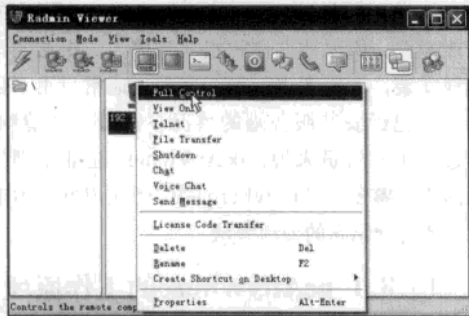 Radmin Viewer
Connection Mode View Tools Help
192
Full Control
View Only
Telnet
File Transfer
Shutdown
Chat
Voice Chat
Send Message
License Code Transfer
Delete Del
Rename F2
Create Shortcut on Desktop
Properties Alt-Enter
Controls the remote comp